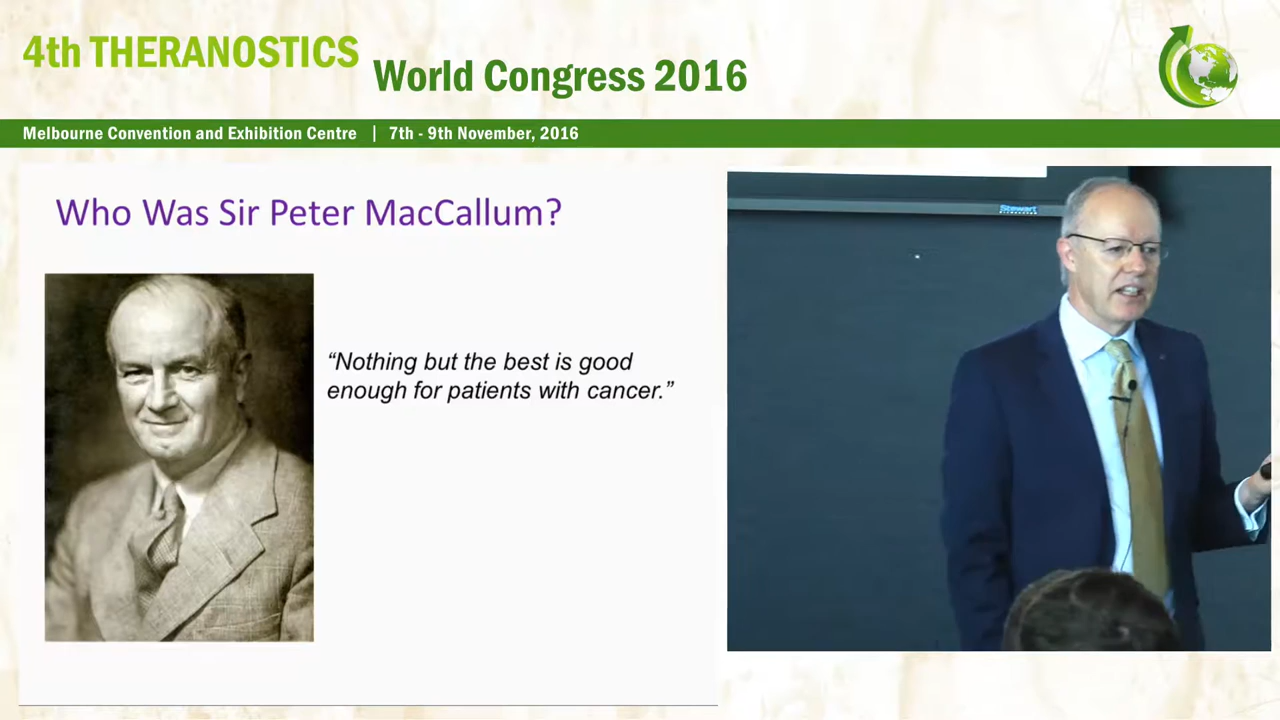 4th THERANOSTICS
World Congress 2016
Melbourne Convention and Exhibition Centre | 7th - 9th November, 2016
Who Was Sir Peter MacCallum?
“Nothing but the best is good
enough for patients with cancer.”
Stewart